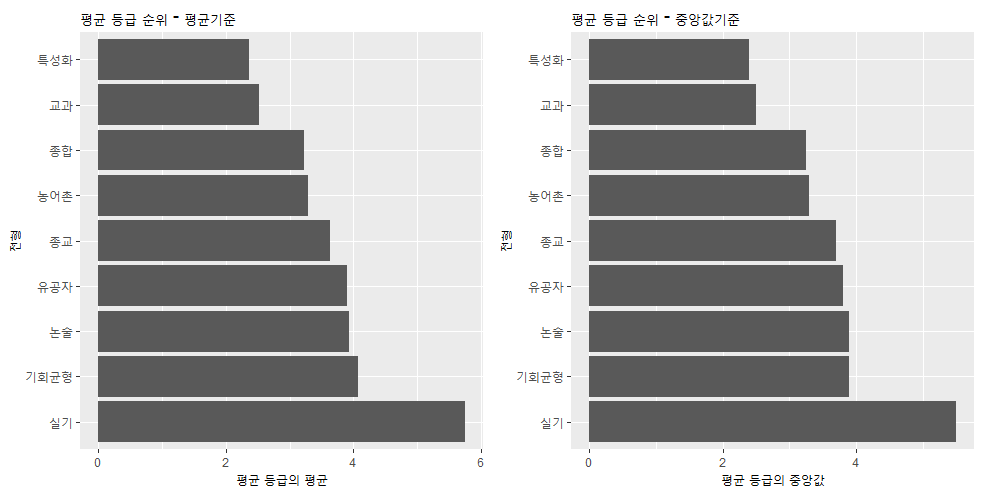 평균 등급 순위 - 평균기준
특성화
교과
종합
농어촌
종교
유공자
논술
기회균형
실기
전형
0 2 4 6
평균 등급의 평균
평균 등급 순위 - 중앙값기준
특성화
교과
종합
농어촌
종교
유공자
논술
기회균형
실기
전형
0 2 4
평균 등급의 중앙값